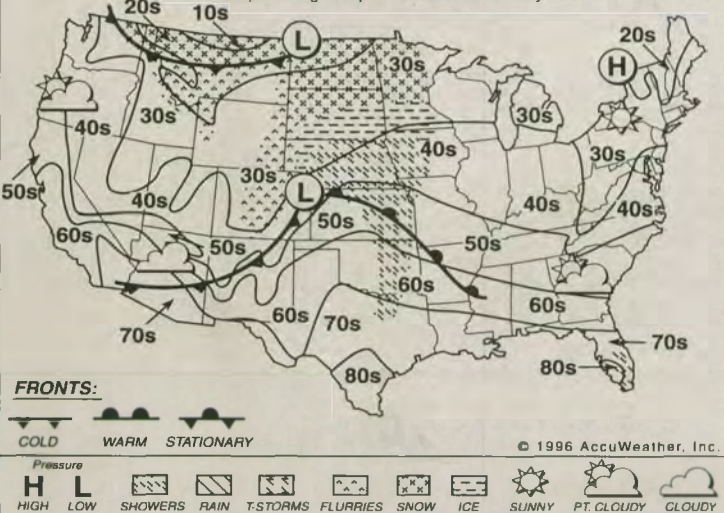 20s 10s
L
H
20s
30s
30s
30s
40s
40s
30s
50s
30s
L
40s
40s
40s
60s
50s
50s
50s
60s
60s
70s
60s
70s
70s
80s
80s
FRONTS:
COLD WARM STATIONARY
© 1996 AccuWeather, Inc.
Pressure
H L
HIGH LOW SHOWERS RAIN T-STORMS FLURRIES SNOW ICE SUNNY PT. CLOUDY CLOUDY